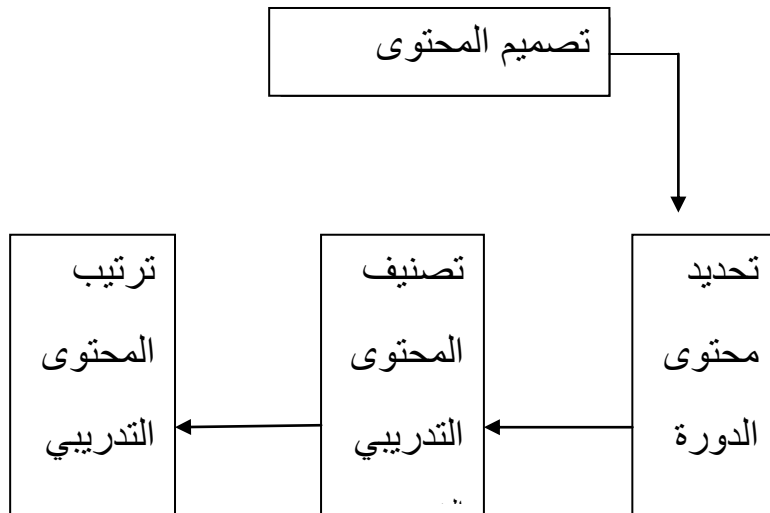 تصميم المحتوى
تحديد
محتوى
الدورة
تصنيف
المحتوى
التدريبي
ترتيب
المحتوى
التدريبي